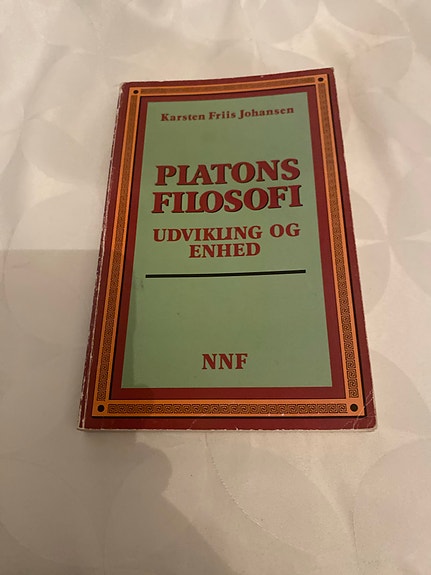 Karsten Friis Johansen
PLATONS
FILOSOFI
UDVIKLING OG
ENHED
NNF